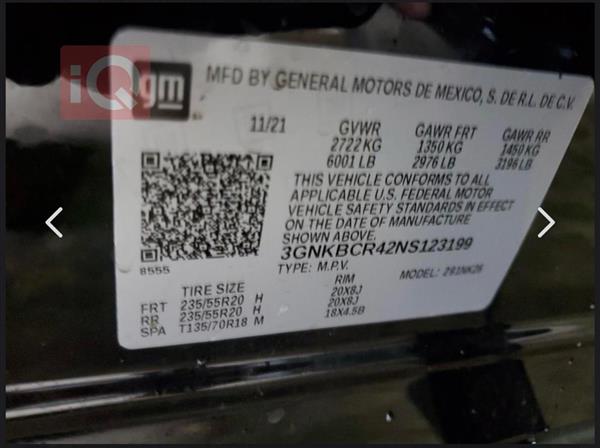 iQ
gm
MFD BY GENERAL MOTORS DE MEXICO, S. DE R.L. DE C.V.
11/21 GVWR GAWR FRT GAWR RR
2722 KG 1350 KG 1450 KG
6001 LB 2976 LB 3196 LB
THIS VEHICLE CONFORMS TO ALL
APPLICABLE U.S. FEDERAL MOTOR
VEHICLE SAFETY STANDARDS IN EFFECT
ON THE DATE OF MANUFACTURE
SHOWN ABOVE.
3GNKBCR42NS123199
8555
TYPE: M.P.V. MODEL: 291NK26
TIRE SIZE RIM
FRT 235/55R20 H 20X8J
RR 235/55R20 H 20X8J
SPA T135/70R18 M 18X4.5B